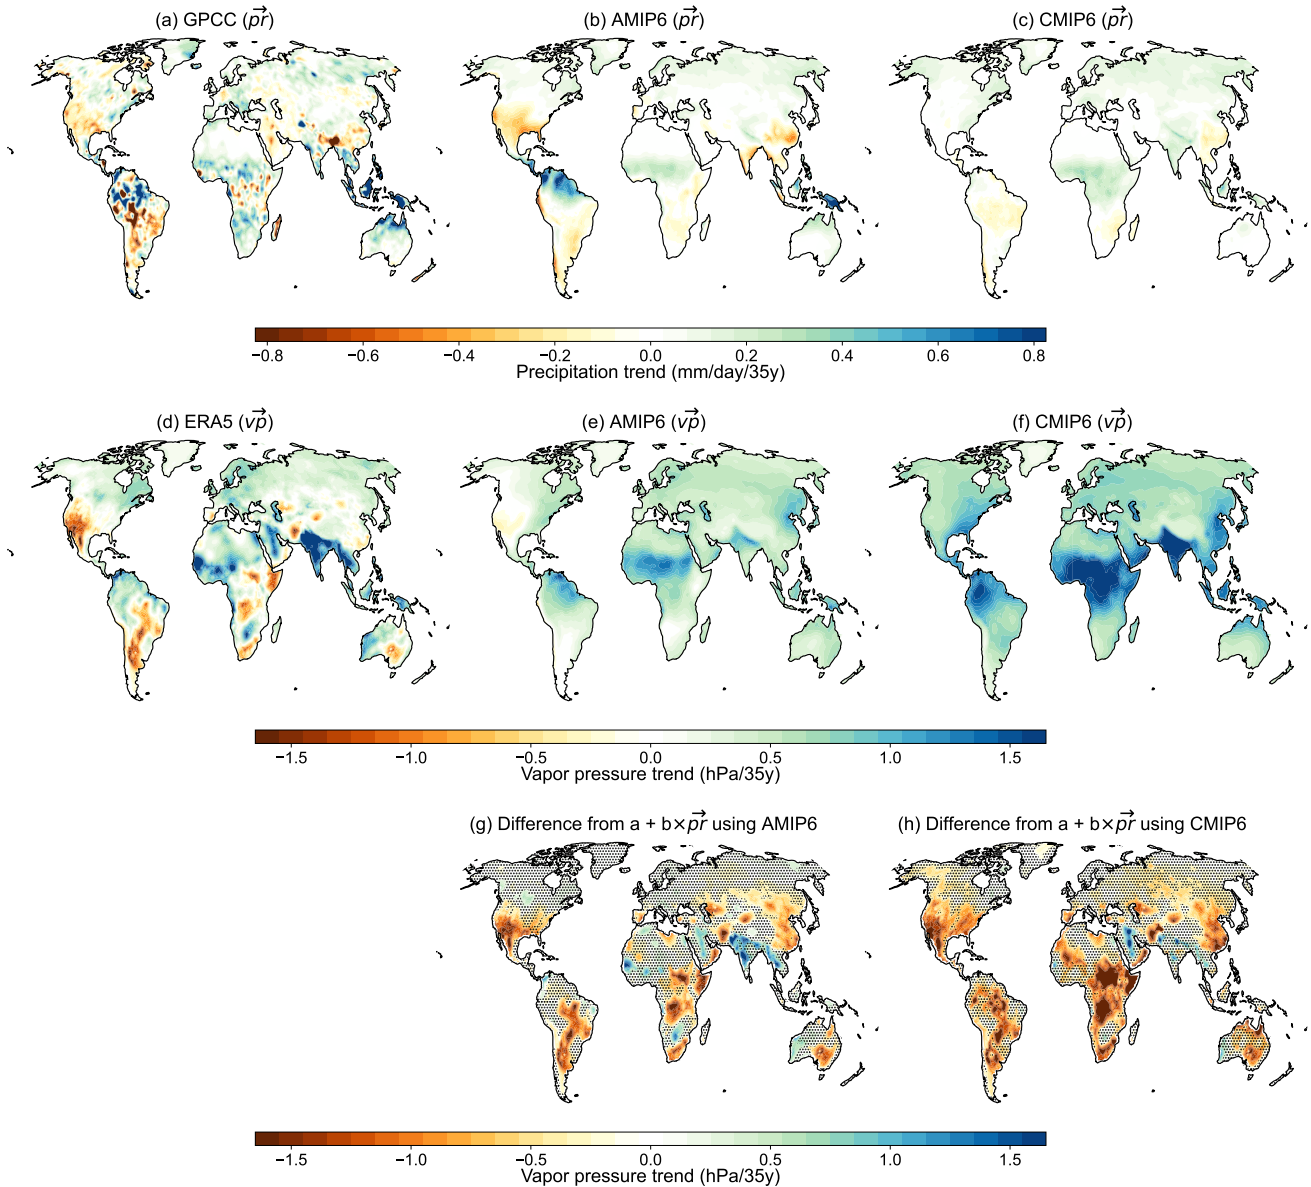 (a) GPCC (pr)
(b) AMIP6 (pr)
(c) CMIP6 (pr)
−0.8 −0.6 −0.4 −0.2 0.0 0.2 0.4 0.6 0.8
Precipitation trend (mm/day/35y)
(d) ERA5 (vp)
(e) AMIP6 (vp)
(f) CMIP6 (vp)
−1.5 −1.0 −0.5 0.0 0.5 1.0 1.5
Vapor pressure trend (hPa/35y)
(g) Difference from a + b×pr using AMIP6
(h) Difference from a + b×pr using CMIP6
−1.5 −1.0 −0.5 0.0 0.5 1.0 1.5
Vapor pressure trend (hPa/35y)